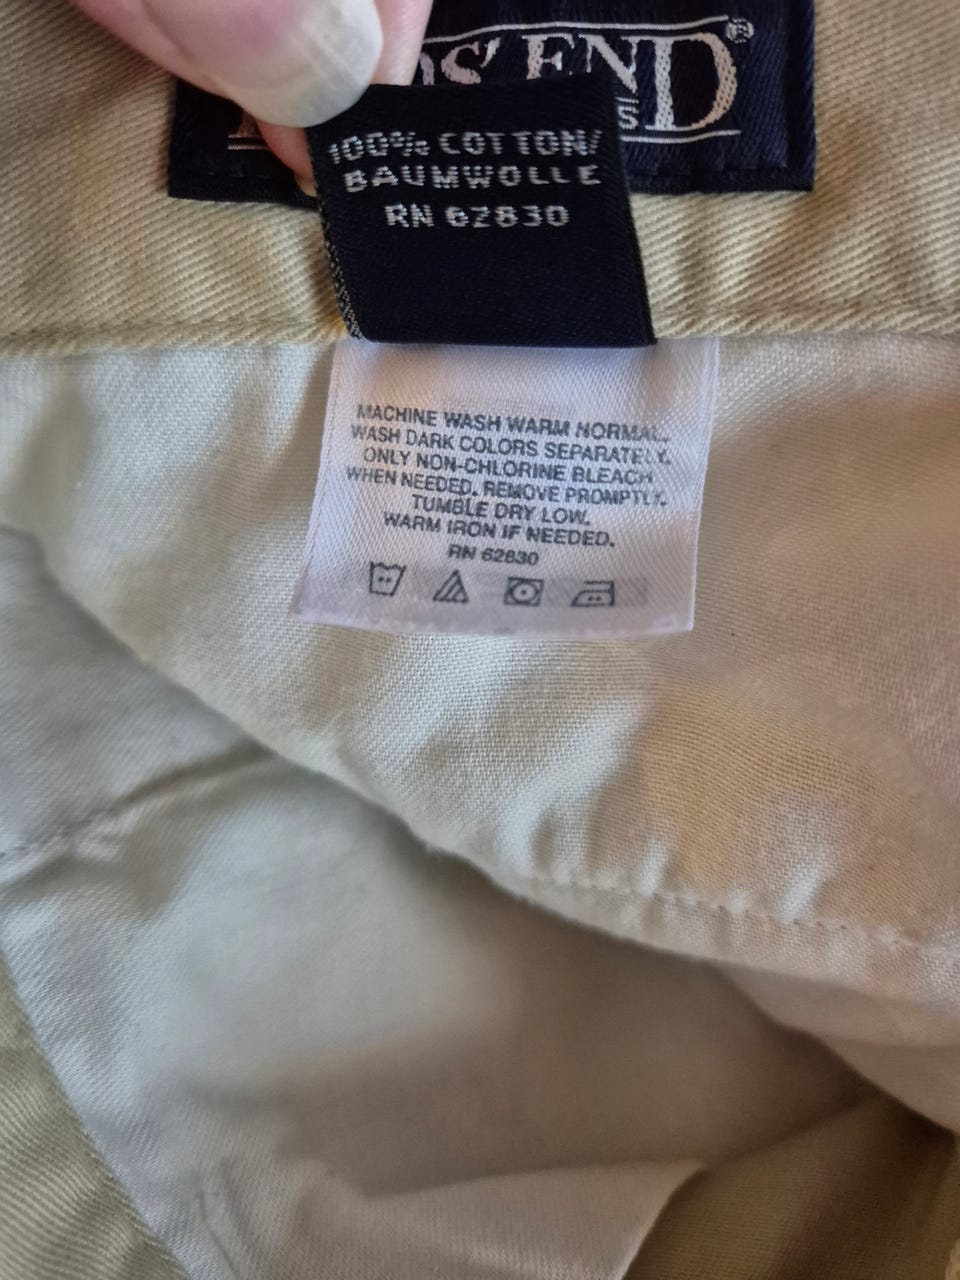 END®
100% COTTON/
BAUMWOLLE
RN 62830
MACHINE WASH WARM NORMAL.
WASH DARK COLORS SEPARATELY.
ONLY NON-CHLORINE BLEACH
WHEN NEEDED. REMOVE PROMPTLY.
TUMBLE DRY LOW.
WARM IRON IF NEEDED.
RN 62830